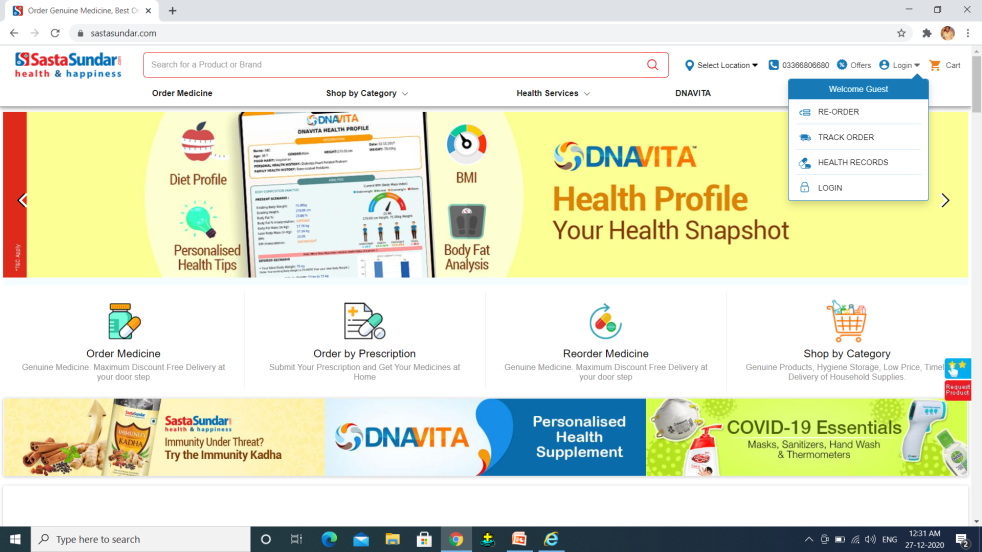 Order Genuine Medicine, Best O
sastasundar.com
SastaSundar.com
health & happiness
Search for a Product or Brand
Select Location
03366806680
Offers
Login
Cart
Order Medicine
Shop by Category
Health Services
DNAVITA
Welcome Guest
RE-ORDER
TRACK ORDER
HEALTH RECORDS
LOGIN
*T&C Apply
Diet Profile
Personalised
Health Tips
DNAVITA
DNAVITA HEALTH PROFILE
BMI
Body Fat
Analysis
DNAVITA
Health Profile
Your Health Snapshot
Order Medicine
Genuine Medicine. Maximum Discount Free Delivery at
your door step
Order by Prescription
Submit Your Prescription and Get Your Medicines at
Home
Reorder Medicine
Genuine Medicine. Maximum Discount Free Delivery at
your door step
Shop by Category
Genuine Products, Hygiene Storage, Low Price, Timel
Delivery of Household Supplies.
Request
Product
SastaSundar
health & happiness
Immunity Under Threat?
Try the Immunity Kadha
KADHA
DNAVITA
Personalised
Health
Supplement
COVID-19 Essentials
Masks, Sanitizers, Hand Wash
& Thermometers
Type here to search
ENG
12:31 AM
27-12-2020
2